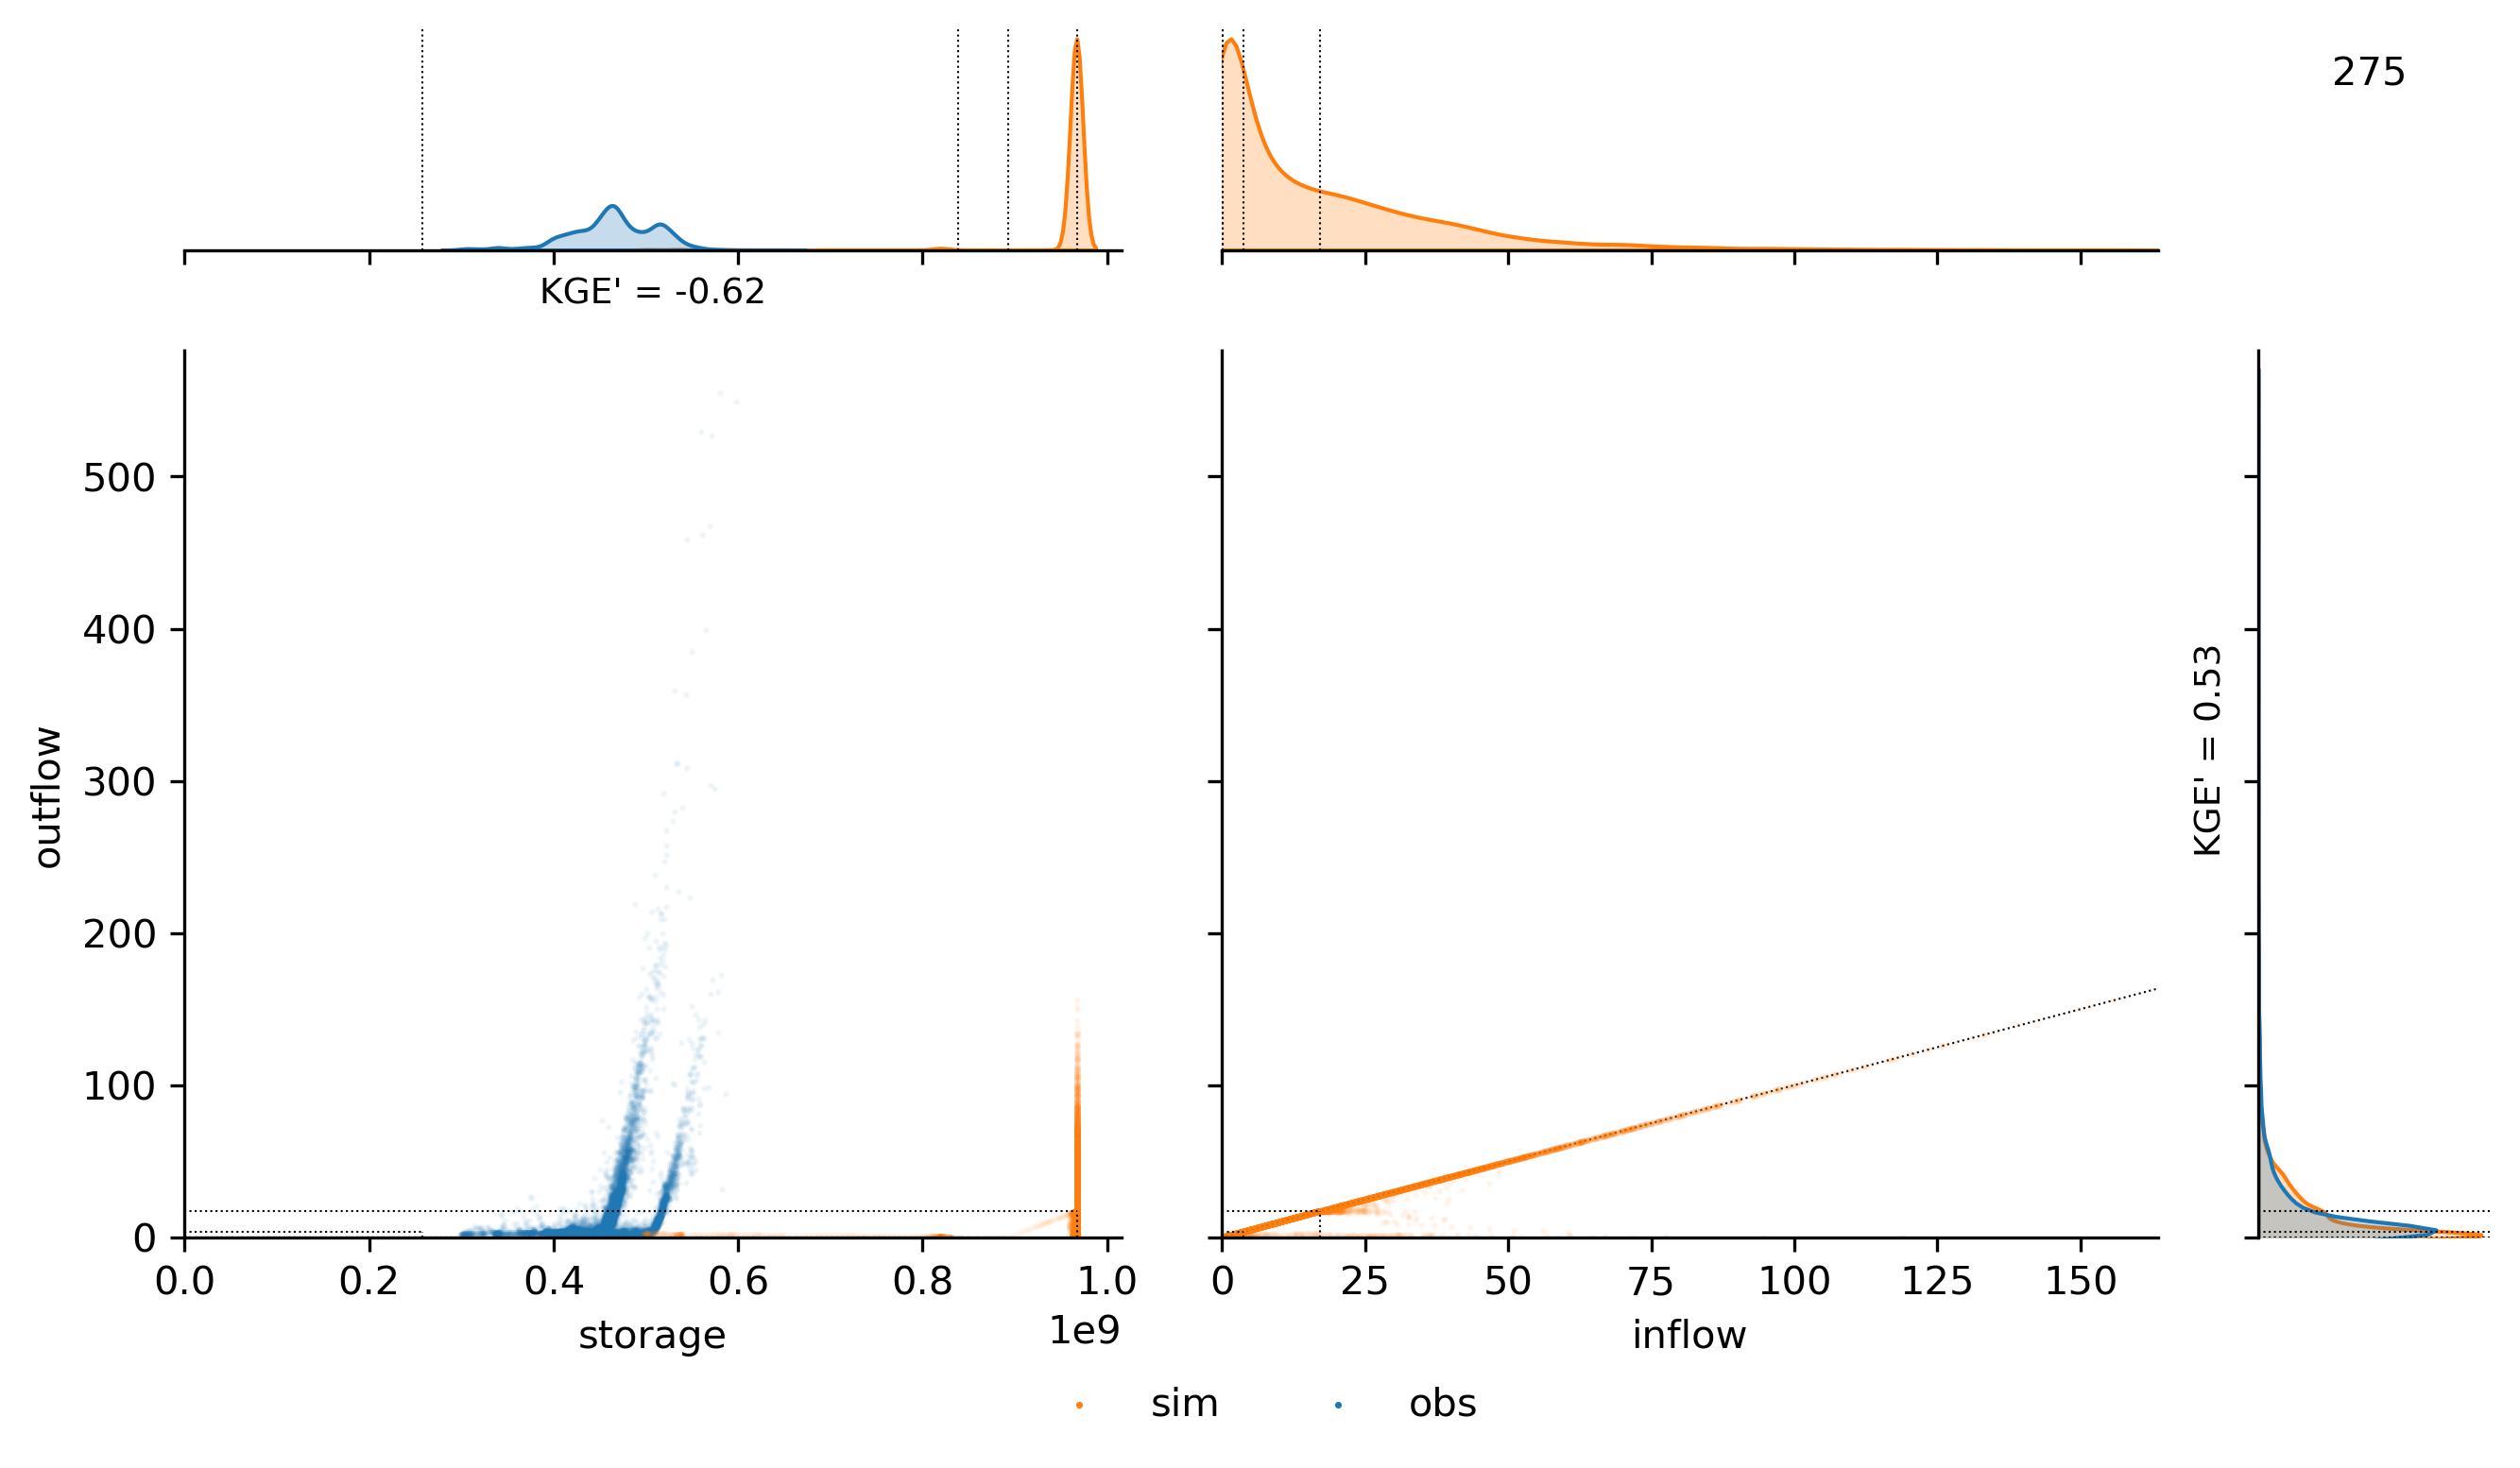 275
KGE' = -0.62
500
400
300
200
100
0
outflow
KGE' = 0.53
0.0 0.2 0.4 0.6 0.8 1.0
1e9
storage
0 25 50 75 100 125 150
inflow
sim obs